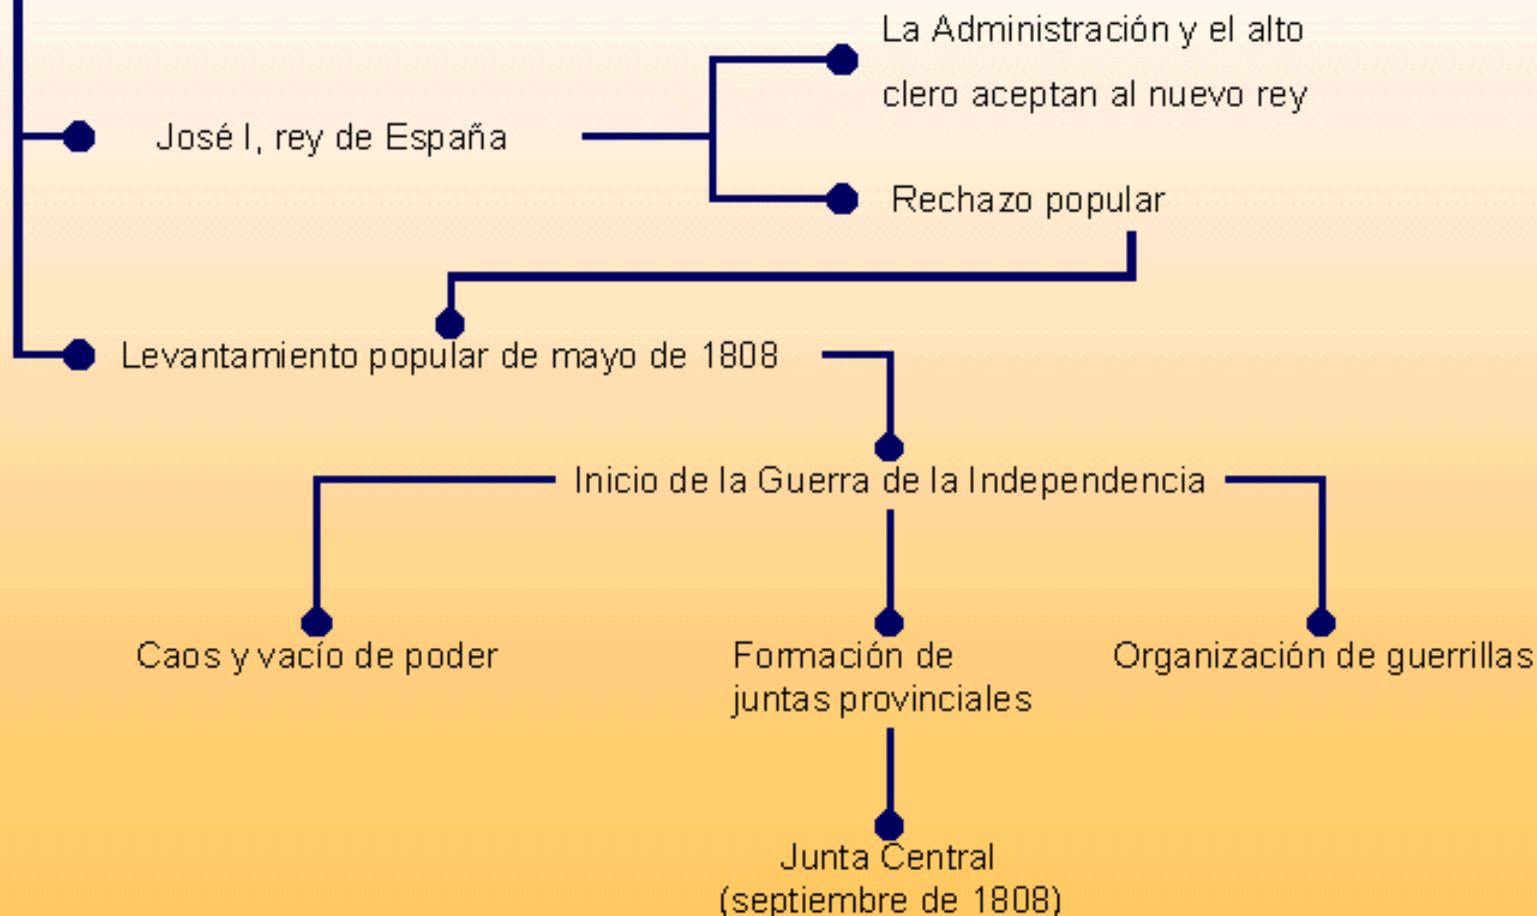 La Administración y el alto
clero aceptan al nuevo rey
José I, rey de España
Rechazo popular
Levantamiento popular de mayo de 1808
Inicio de la Guerra de la Independencia
Caos y vacío de poder
Formación de
juntas provinciales
Organización de guerrillas
Junta Central
(septiembre de 1808)